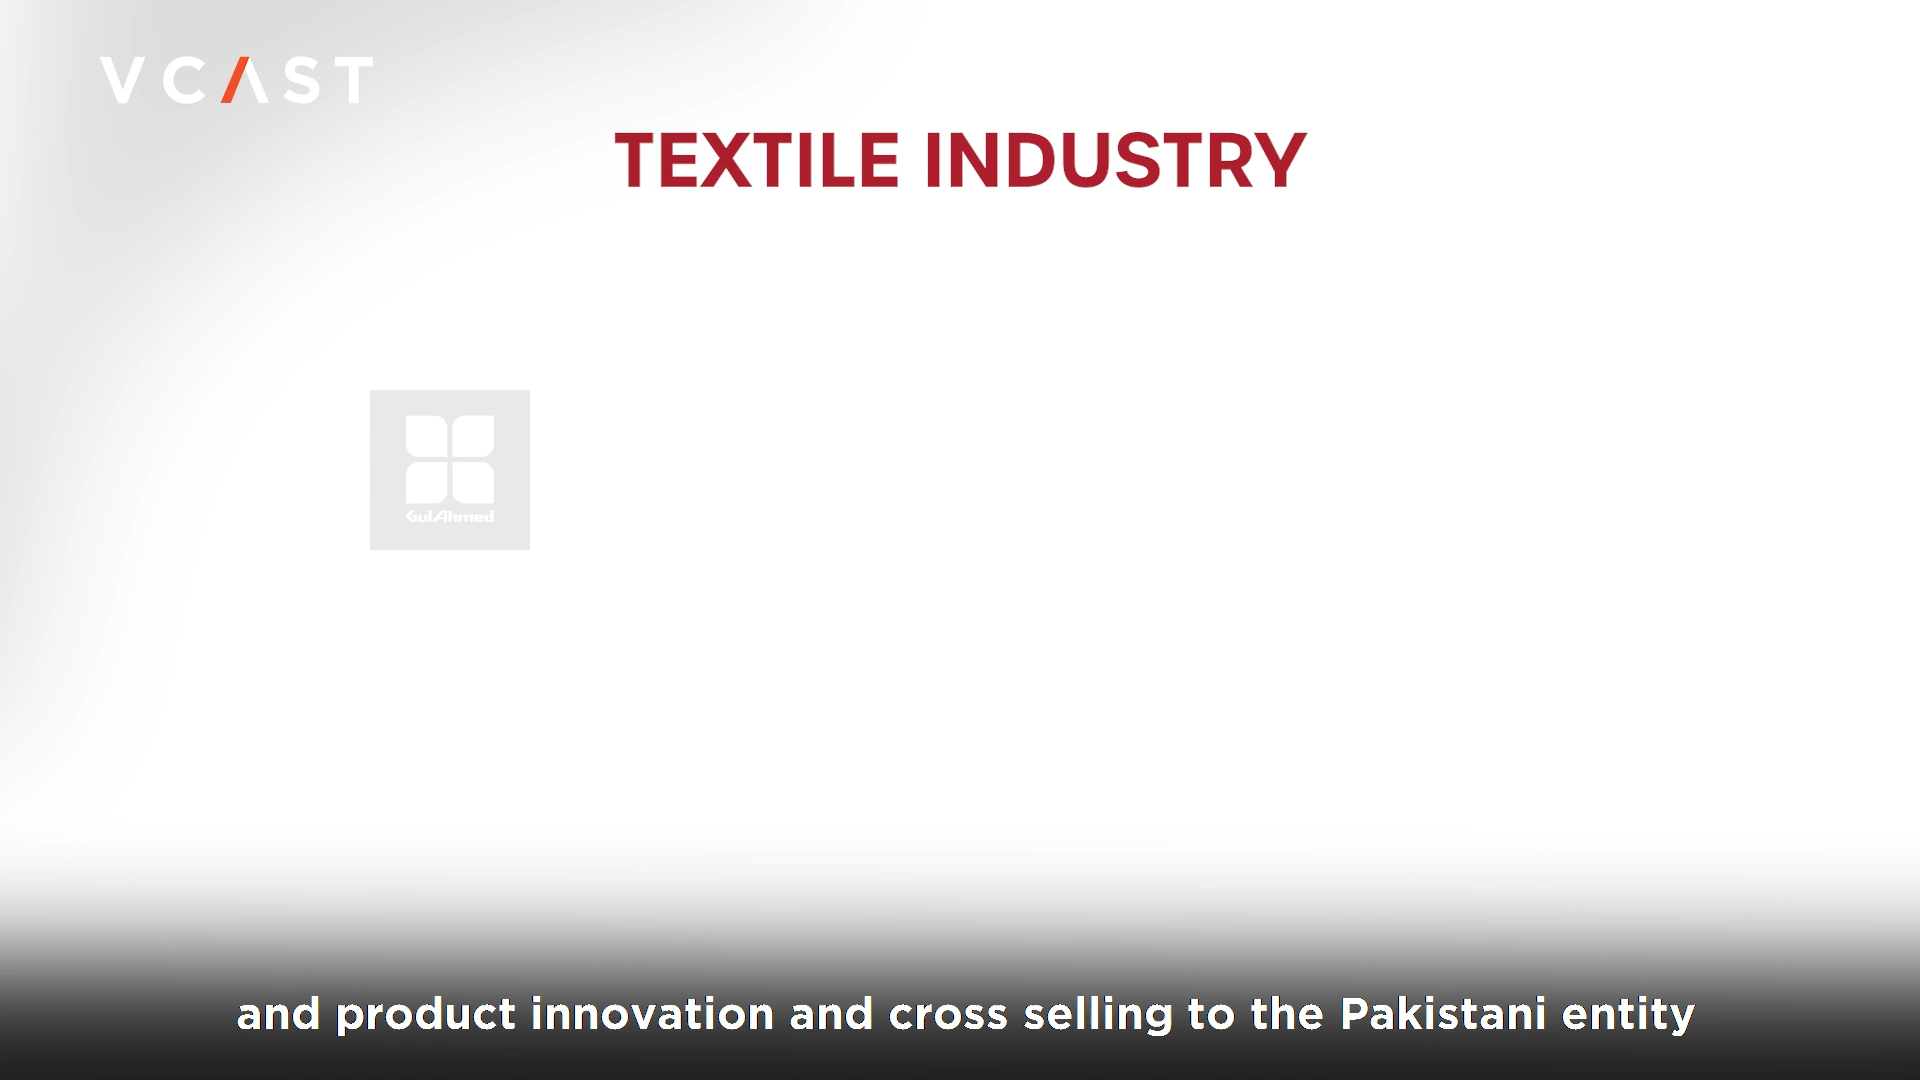 VCAST
TEXTILE INDUSTRY
GulAhmed
and product innovation and cross selling to the Pakistani entity